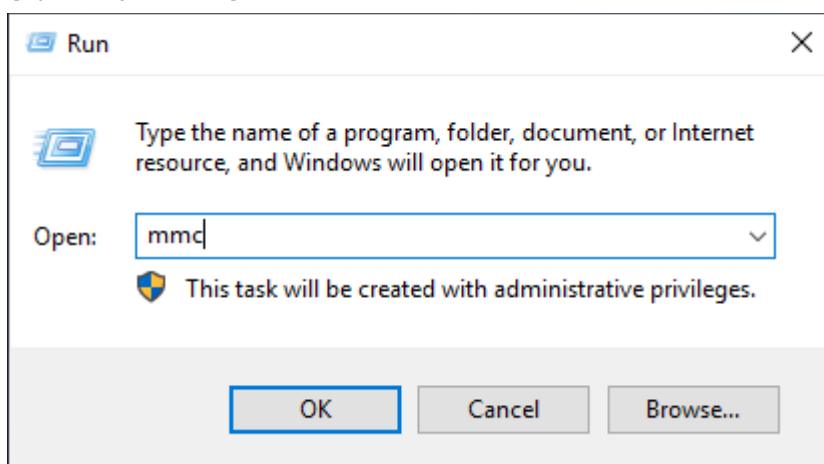 Run
Type the name of a program, folder, document, or Internet
resource, and Windows will open it for you.
Open: mmc
This task will be created with administrative privileges.
OK Cancel Browse...